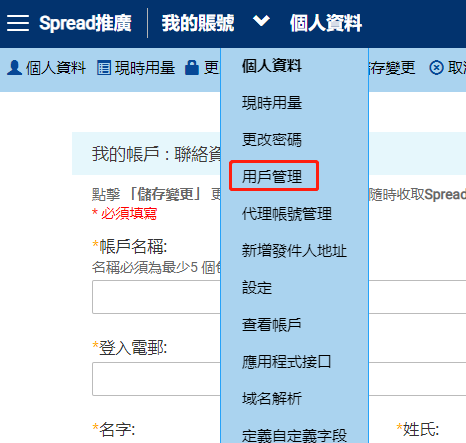 Spread推廣 我的賬號 個人資料
個人資料 現時用量 更 儲存變更 取
個人資料
現時用量
更改密碼
用戶管理
代理帳號管理
新增發件人地址
設定
查看帳戶
應用程式接口
域名解析
定義自定義字段
我的帳戶 : 聯絡資
點擊 「儲存變更」 更 隨時收取Spread
* 必須填寫
*帳戶名稱:
名稱必須為最少5 個
*登入電郵:
*名字: *姓氏: